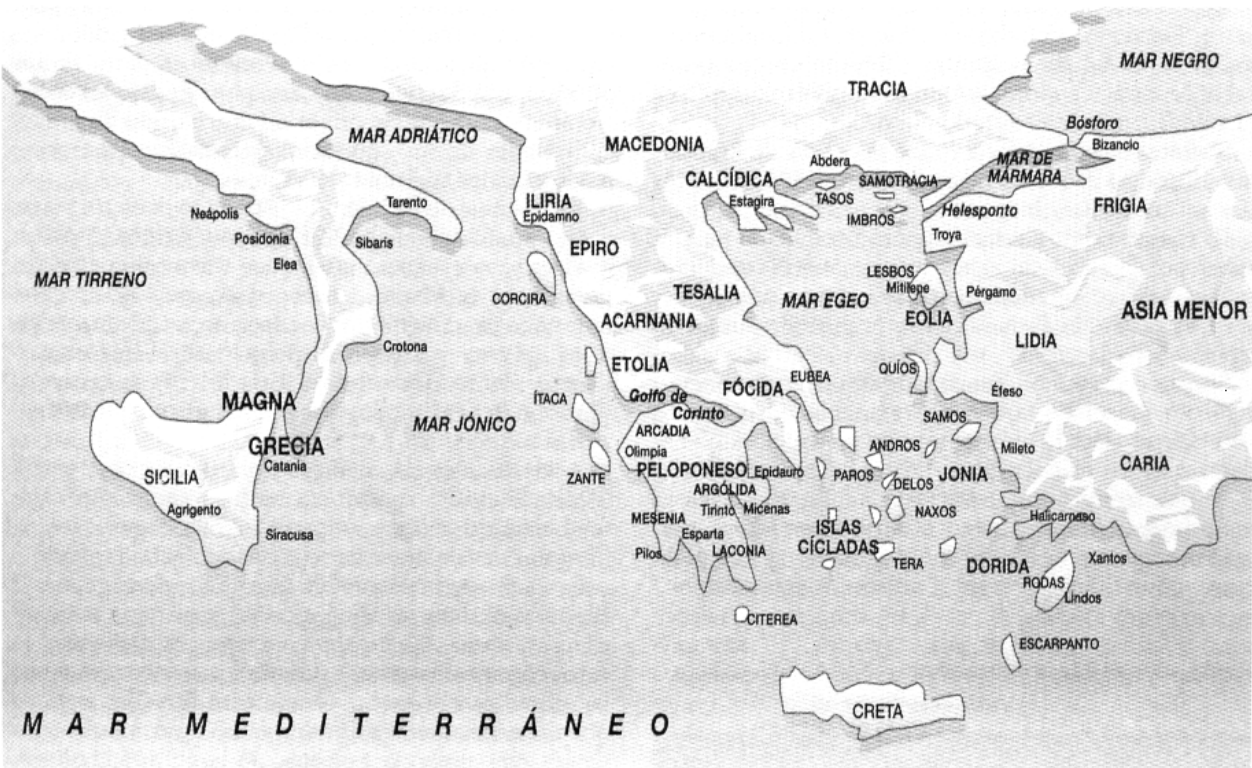 MAR NEGRO
TRACIA
Bósforo
Bizancio
MAR ADRIÁTICO
MACEDONIA
MAR DE
MÁRMARA
Abdera
CALCÍDICA
SAMOTRACIA
TASOS
Estagira
ILIRIA
Epidamno
Tarento
Neápolis
IMBROS
Helesponto
FRIGIA
Posidonia
Sibaris
EPIRO
Troya
Elea
MAR TIRRENO
LESBOS
Mitilepe
Pérgamo
CORCIRA
TESALIA
MAR EGEO
ACARNANIA
EOLIA
ASIA MENOR
LIDIA
Crotona
ETOLIA
EUBEA
QUÍOS
FÓCIDA
Éfeso
MAGNA
GRECIA
ÍTACA
Golfo de
Corinto
MAR JÓNICO
ARCADIA
SAMOS
ANDROS
Mileto
Olimpia
Catania
SICILIA
ZANTE
PELOPONESO
Epidauro
PAROS
DELOS
JONIA
CARIA
ARGÓLIDA
Agrigento
Tirinto
Micenas
NAXOS
MESENIA
Halicarnaso
Siracusa
Esparta
ISLAS
CÍCLADAS
Pilos
LACONIA
TERA
DORIDA
Xantos
RODAS
Lindos
CITEREA
ESCARPANTO
CRETA
MAR MEDITERRÁNEO